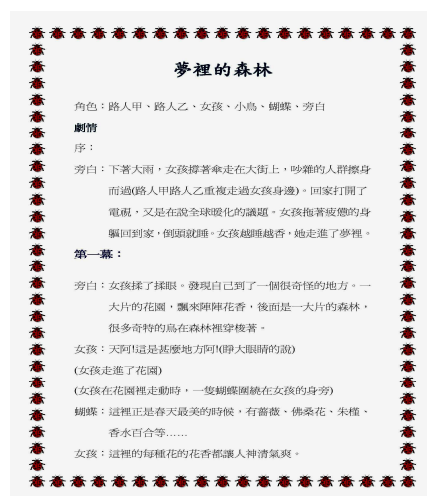 夢裡的森林
角色：路人甲、路人乙、女孩、小鳥、蝴蝶、旁白
劇情
序：
旁白：下著大雨，女孩撐著傘走在大街上，吵雜的人群擦身
而過(路人甲路人乙重複走過女孩身邊)。回家打開了
電視，又是在說全球暖化的議題。女孩拖著疲憊的身
軀回到家，倒頭就睡。女孩越睡越香，她走進了夢裡。
第一幕：
旁白：女孩揉了揉眼。發現自己到了一個很奇怪的地方。一
大片的花園，飄來陣陣花香，後面是一大片的森林，
很多奇特的鳥在森林裡穿梭著。
女孩：天阿!這是甚麼地方阿!(睜大眼睛的說)
(女孩走進了花園)
(女孩在花園裡走動時，一隻蝴蝶圍繞在女孩的身旁)
蝴蝶：這裡正是春天最美的時候，有薔薇、佛桑花、朱槿、
香水百合等……
女孩：這裡的每種花的花香都讓人神清氣爽。